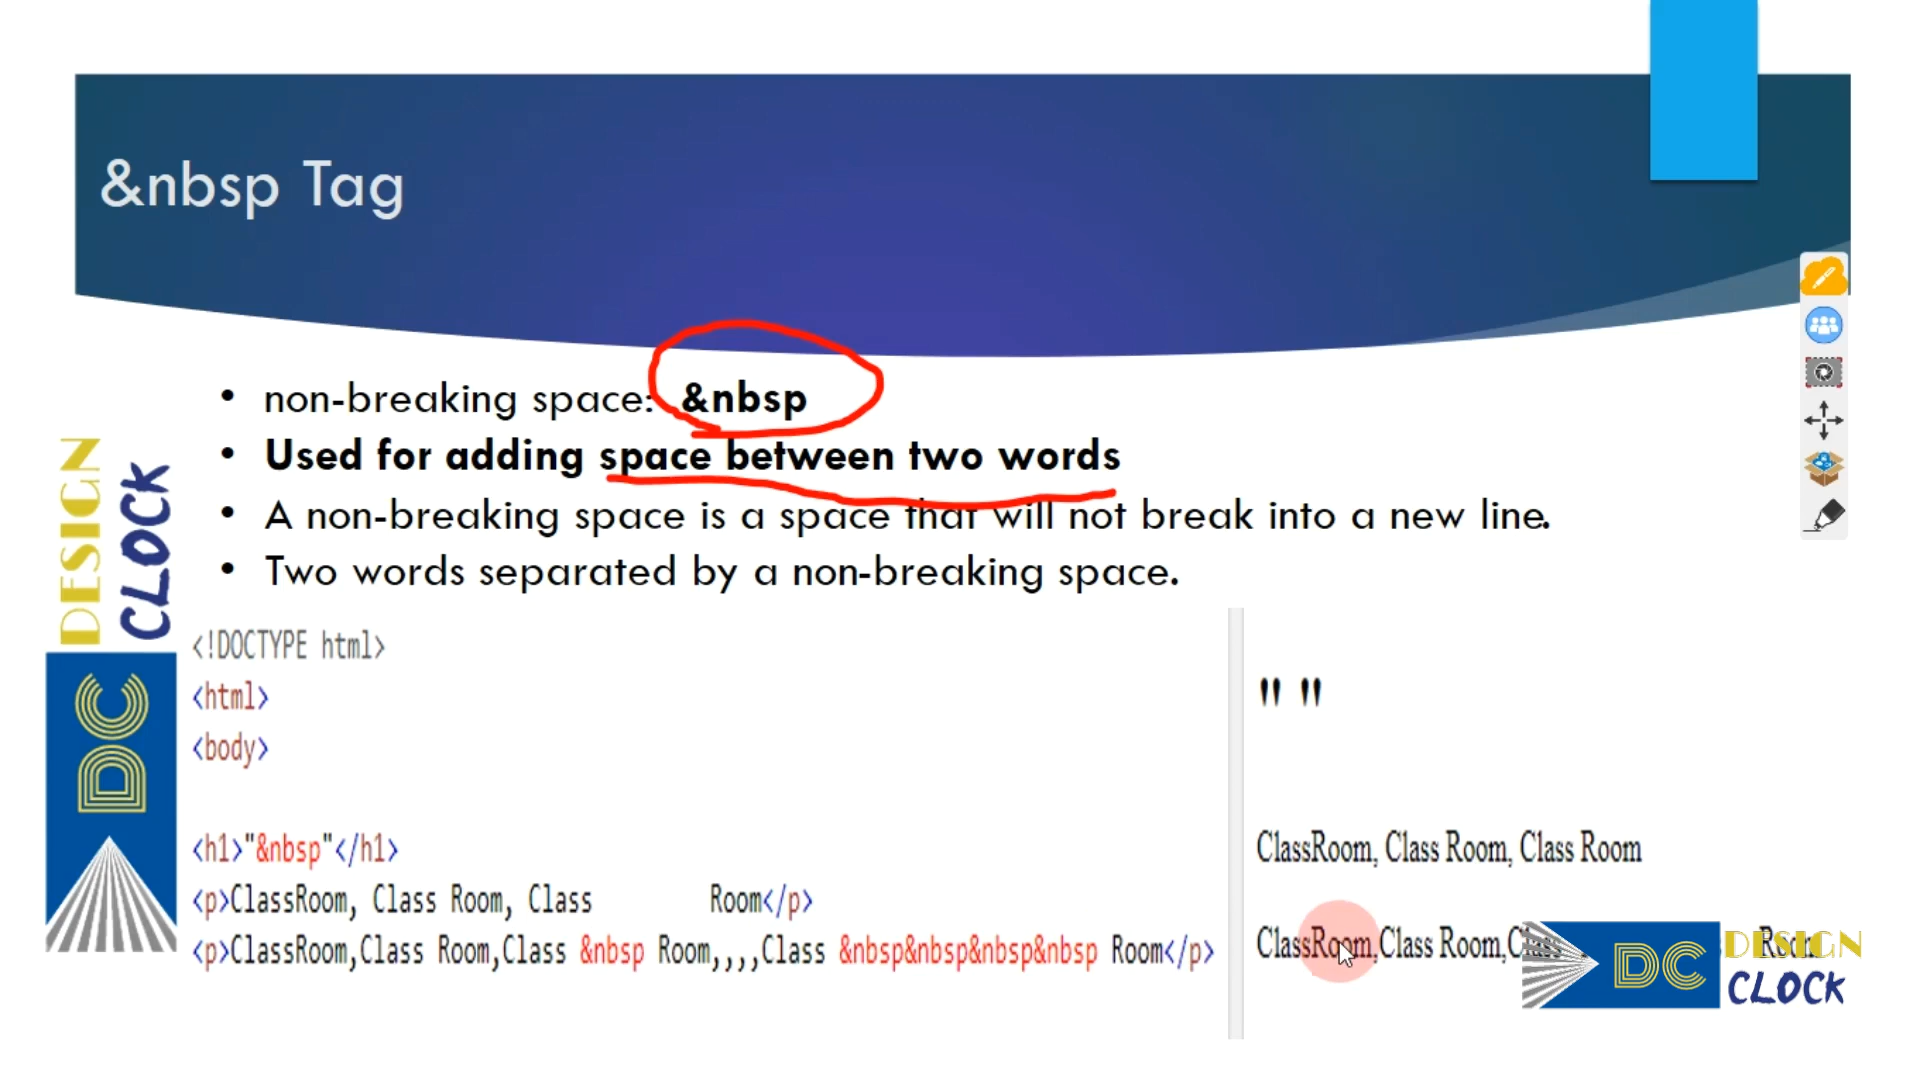 &nbsp Tag
• non-breaking space: &nbsp
• Used for adding space between two words
• A non-breaking space is a space that will not break into a new line.
• Two words separated by a non-breaking space.
DESIGN
CLOCK
DC
<!DOCTYPE html>
<html>
<body>
<h1>"&nbsp"</h1>
<p>ClassRoom, Class Room, Class        Room</p>
<p>ClassRoom,Class Room,Class &nbsp Room,,,,Class &nbsp&nbsp&nbsp&nbsp Room</p>
" "
ClassRoom, Class Room, Class Room
ClassRoom,Class Room,Class Room
DC
DESIGN
CLOCK